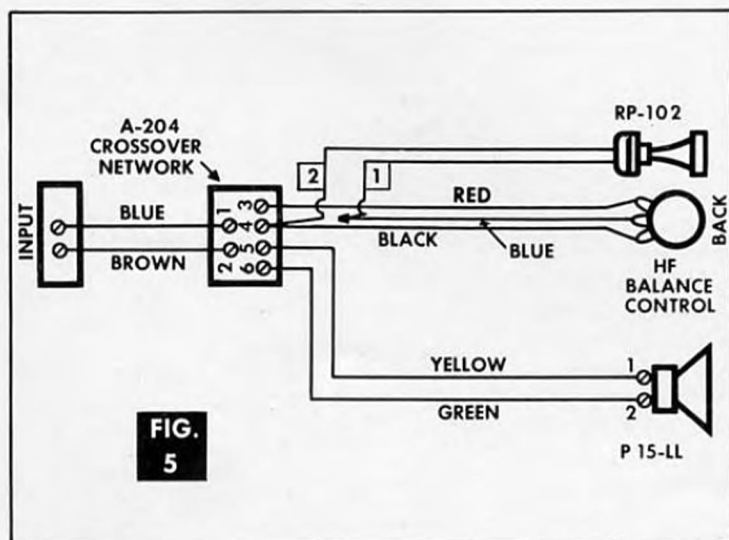 A-204
CROSSOVER
NETWORK
RP-102
2
1
RED
INPUT
BLUE
BROWN
1
2
3
4
5
6
BLACK
BLUE
BACK
HF
BALANCE
CONTROL
YELLOW
GREEN
1
2
P 15-LL
FIG.
5